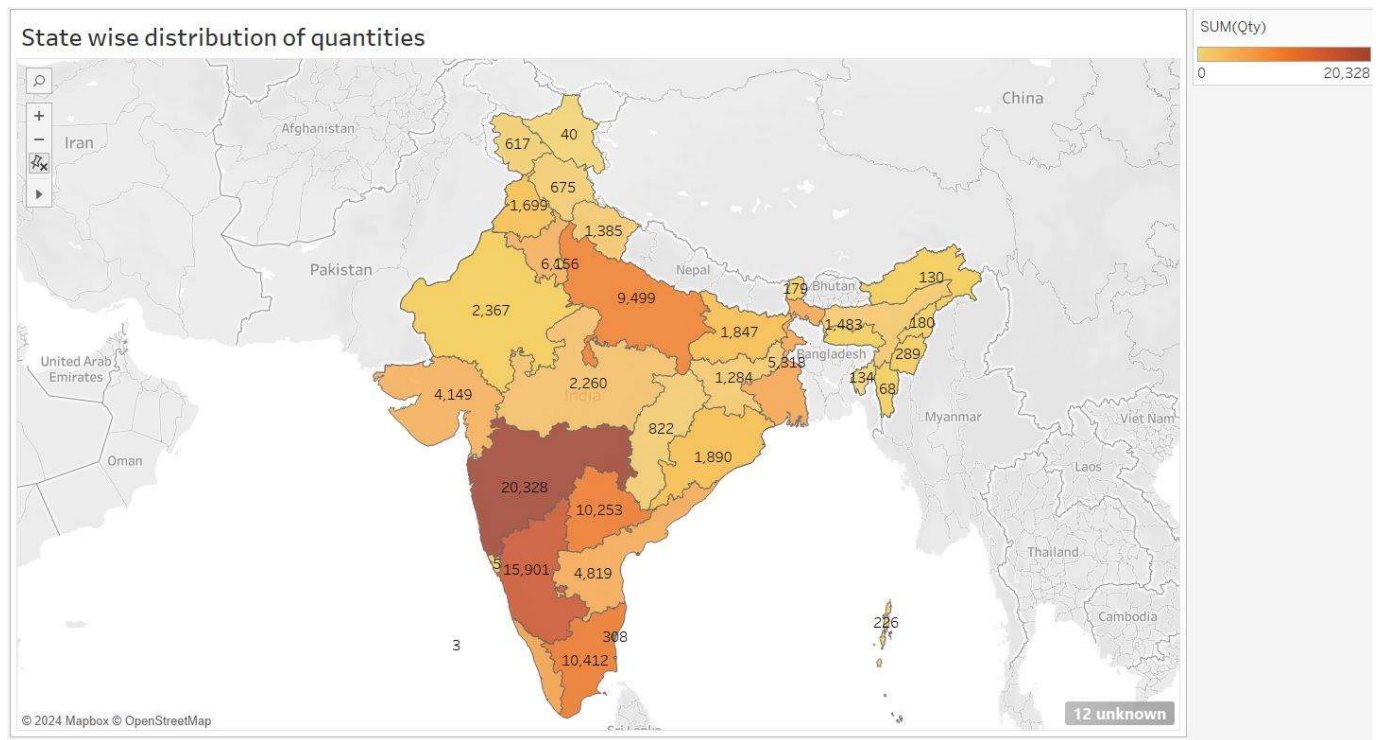 State wise distribution of quantities
SUM(Qty)
0 20,328
China
Afghanistan
Iran
617
40
675
1,699
1,385
6,156
Pakistan
Nepal
179
Bhutan
130
9,499
2,367
1,847
1,483
180
United Arab
Emirates
Bangladesh
289
5,318
2,260
1,284
134
68
India
4,149
Myanmar
Viet Nam
822
1,890
Oman
Laos
20,328
10,253
Thailand
5
15,901
4,819
Cambodia
226
3
308
10,412
© 2024 Mapbox © OpenStreetMap
12 unknown
Sri Lanka